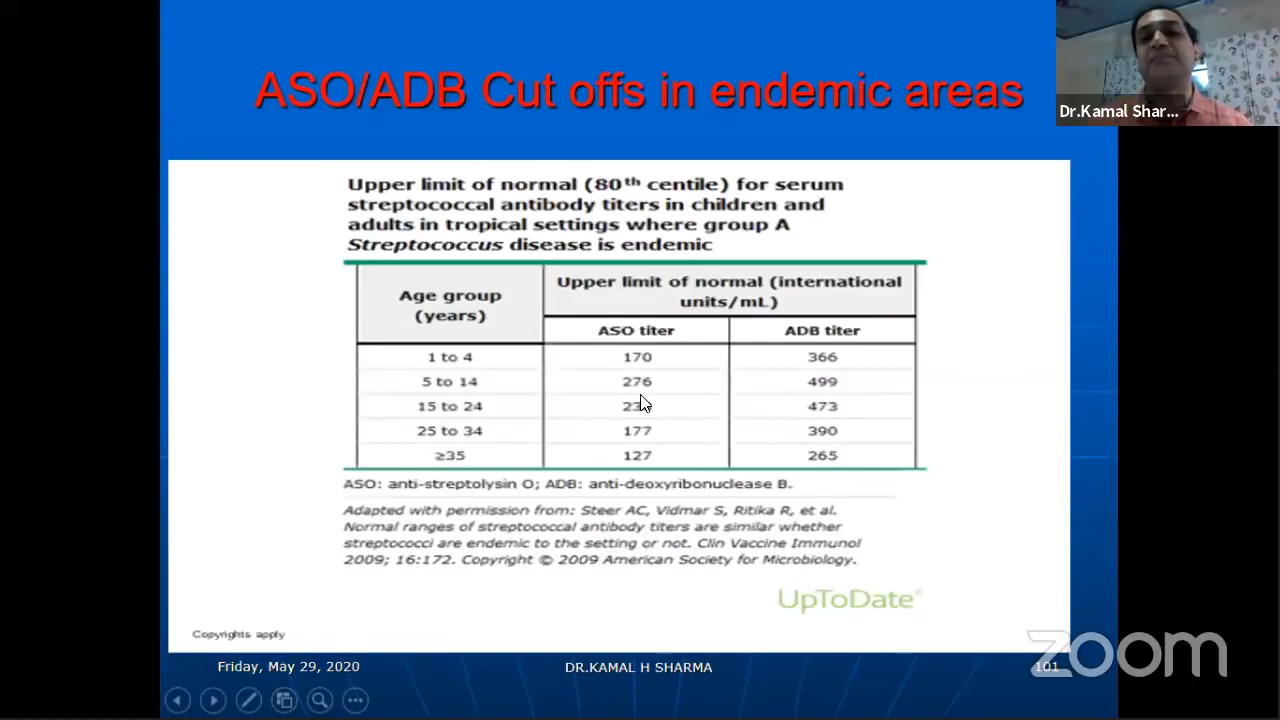 ASO/ADB Cut offs in endemic areas
Dr.Kamal Shar...
Upper limit of normal (80th centile) for serum
streptococcal antibody titers in children and
adults in tropical settings where group A
Streptococcus disease is endemic
Age group
(years)
Upper limit of normal (international
units/mL)
ASO titer ADB titer
1 to 4 170 366
5 to 14 276 499
15 to 24 473
25 to 34 177 390
≥35 127 265
ASO: anti-streptolysin O; ADB: anti-deoxyribonuclease B.
Adapted with permission from: Steer AC, Vidmar S, Ritika R, et al.
Normal ranges of streptococcal antibody titers are similar whether
streptococci are endemic to the setting or not. Clin Vaccine Immunol
2009; 16:172. Copyright © 2009 American Society for Microbiology.
UpToDate®
Copyrights apply
Friday, May 29, 2020 DR.KAMAL H SHARMA 101
zoom